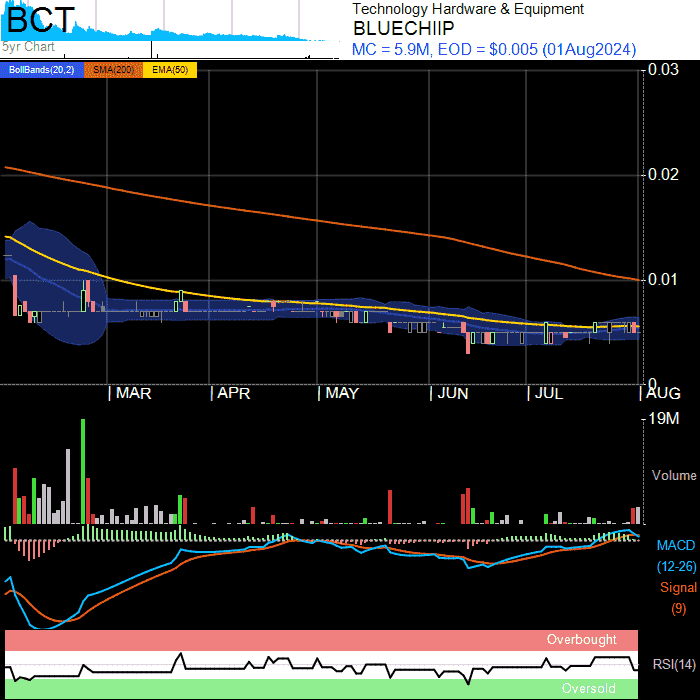 BCT
5yr Chart
Technology Hardware & Equipment
BLUECHIIP
MC = 5.9M, EOD = $0.005 (01Aug2024)
BollBands(20,2) SMA(200) EMA(50)
0.03
0.02
0.01
0
MAR APR MAY JUN JUL AUG
19M
Volume
MACD
(12-26)
Signal
(9)
Overbought
RSI(14)
Oversold